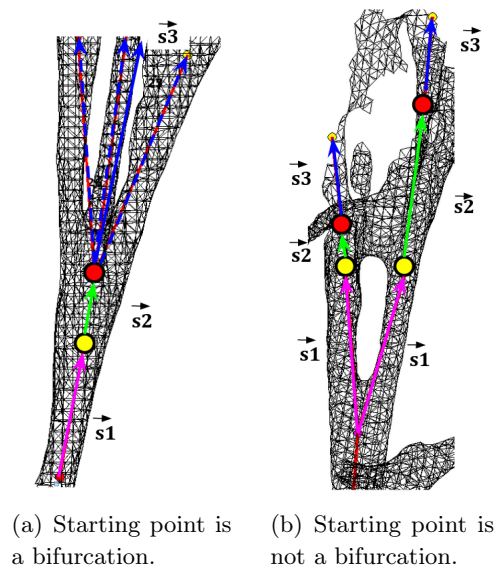 s3
s3
s3
s2
s2
s2
s1
s1
s1
(a) Starting point is
a bifurcation.
(b) Starting point is
not a bifurcation.